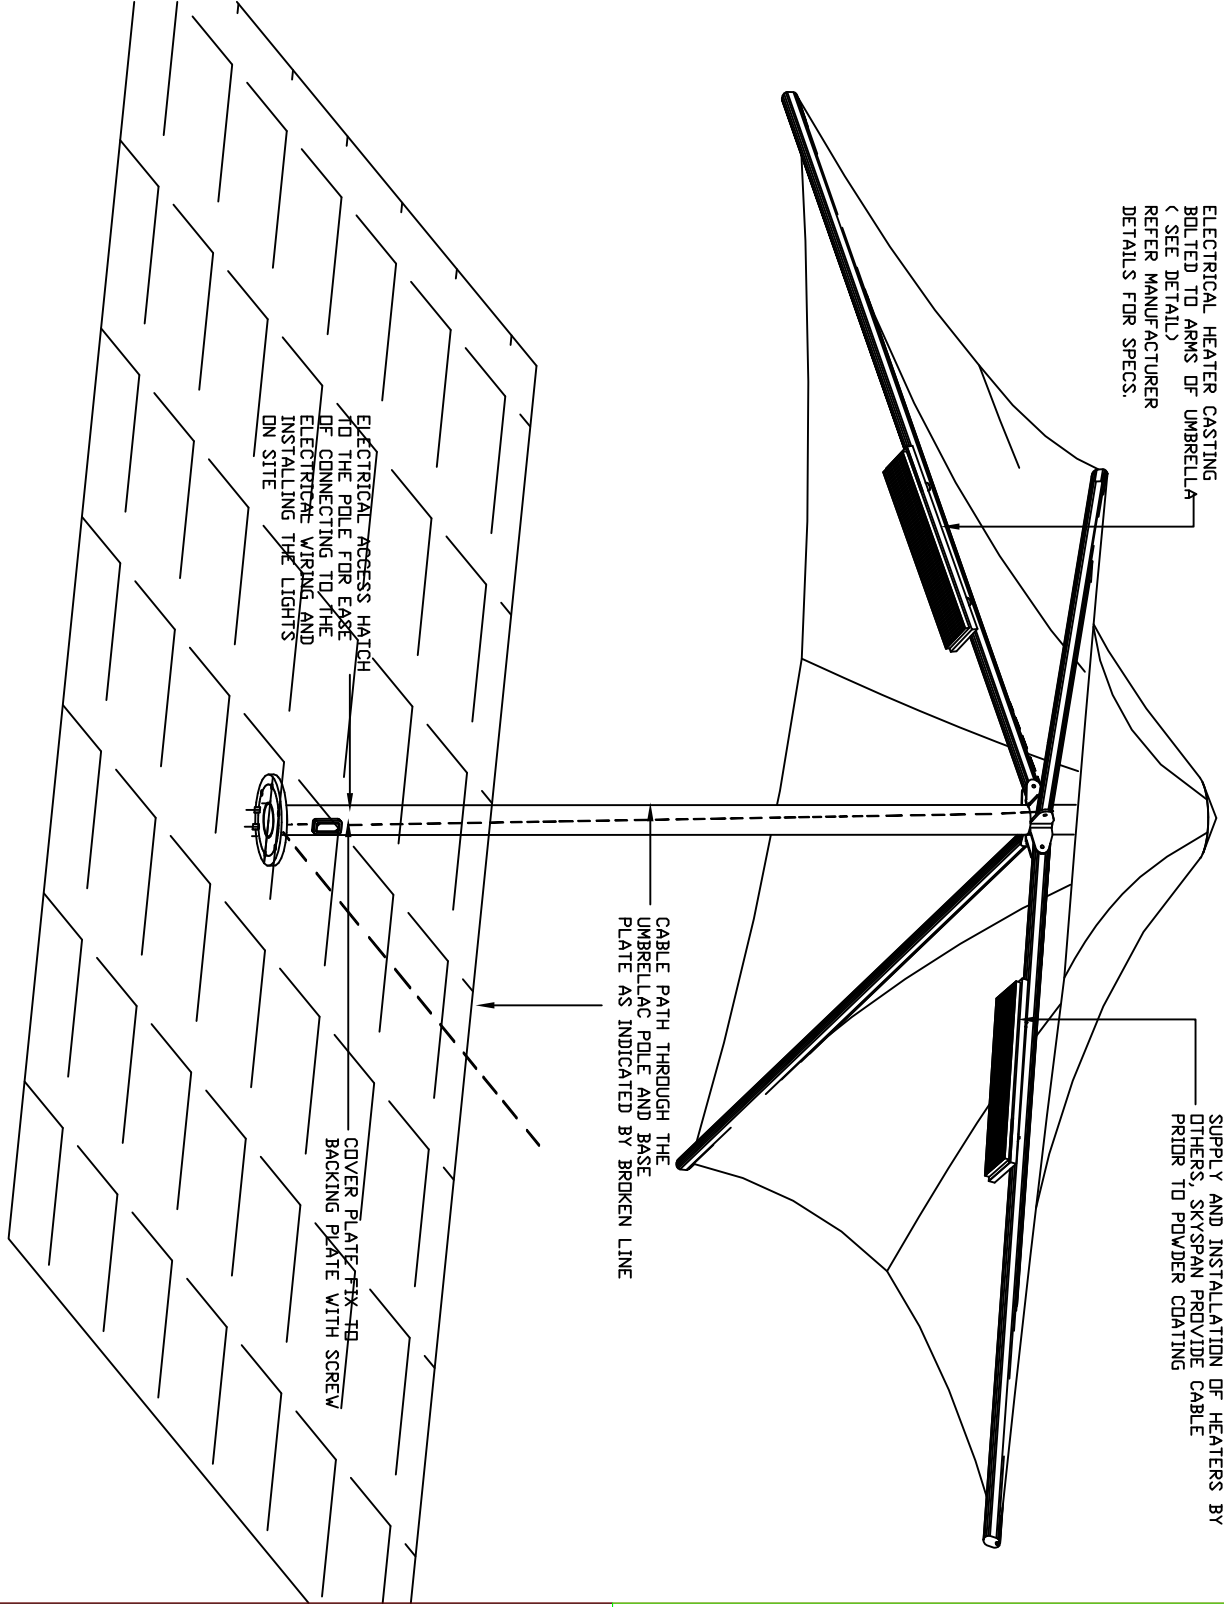 ELECTRICAL HEATER CASTING
BOLTED TO ARMS OF UMBRELLA
( SEE DETAIL)
REFER MANUFACTURER
DETAILS FOR SPECS.
SUPPLY AND INSTALLATION OF HEATERS BY
OTHERS, SKYSPAN PROVIDE CABLE
PRIOR TO POWDER COATING
CABLE PATH THROUGH THE
UMBRELLAC POLE AND BASE
PLATE AS INDICATED BY BROKEN LINE
ELECTRICAL ACCESS HATCH
TO THE POLE FOR EASE
OF CONNECTING TO THE
ELECTRICAL WIRING AND
INSTALLING THE LIGHTS
ON SITE
COVER PLATE FIX TO
BACKING PLATE WITH SCREW